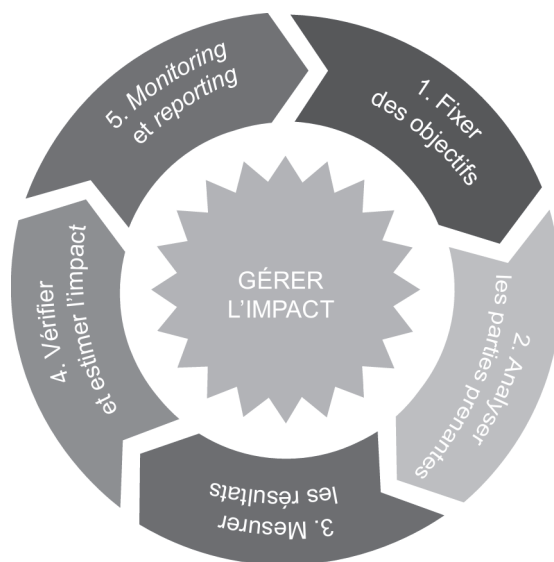 1. Fixer
des objectifs
2. Analyser
les parties prenantes
3. Mesurer
les résultats
4. Vérifier
et estimer l’impact
5. Monitoring
et reporting
GÉRER
L’IMPACT